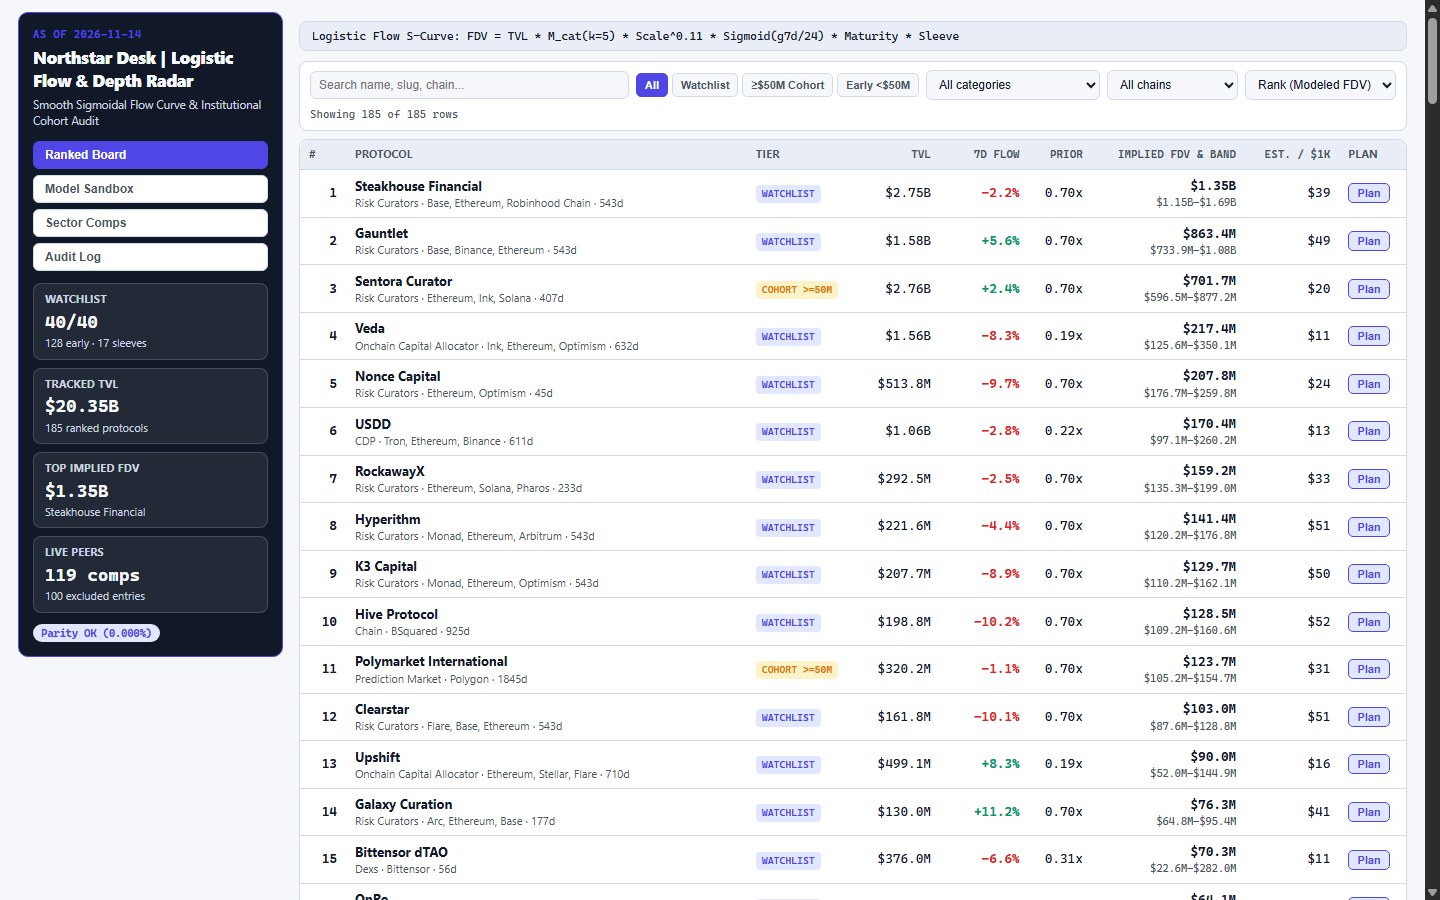 AS OF 2026-11-14
Northstar Desk | Logistic
Flow & Depth Radar
Smooth Sigmoidal Flow Curve & Institutional
Cohort Audit
Ranked Board
Model Sandbox
Sector Comps
Audit Log
WATCHLIST
40/40
128 early · 17 sleeves
TRACKED TVL
$20.35B
185 ranked protocols
TOP IMPLIED FDV
$1.35B
Steakhouse Financial
LIVE PEERS
119 comps
100 excluded entries
Parity OK (0.000%)
Logistic Flow S-Curve: FDV = TVL * M_cat(k=5) * Scale^0.11 * Sigmoid(g7d/24) * Maturity * Sleeve
Search name, slug, chain... All Watchlist ≥$50M Cohort Early <$50M All categories All chains Rank (Modeled FDV)
Showing 185 of 185 rows
# PROTOCOL TIER TVL 7D FLOW PRIOR IMPLIED FDV & BAND EST. / $1K PLAN
1 Steakhouse Financial WATCHLIST $2.75B −2.2% 0.70x $1.35B $39 Plan
Risk Curators · Base, Ethereum, Robinhood Chain · 543d $1.15B–$1.69B
2 Gauntlet WATCHLIST $1.58B +5.6% 0.70x $863.4M $49 Plan
Risk Curators · Base, Binance, Ethereum · 543d $733.9M–$1.08B
3 Sentora Curator COHORT >=50M $2.76B +2.4% 0.70x $701.7M $20 Plan
Risk Curators · Ethereum, Ink, Solana · 407d $596.5M–$877.2M
4 Veda WATCHLIST $1.56B −8.3% 0.19x $217.4M $11 Plan
Onchain Capital Allocator · Ink, Ethereum, Optimism · 632d $125.6M–$350.1M
5 Nonce Capital WATCHLIST $513.8M −9.7% 0.70x $207.8M $24 Plan
Risk Curators · Ethereum, Optimism · 45d $176.7M–$259.8M
6 USDD WATCHLIST $1.06B −2.8% 0.22x $170.4M $13 Plan
CDP · Tron, Ethereum, Binance · 611d $97.1M–$260.2M
7 RockawayX WATCHLIST $292.5M −2.5% 0.70x $159.2M $33 Plan
Risk Curators · Ethereum, Solana, Pharos · 233d $135.3M–$199.0M
8 Hyperithm WATCHLIST $221.6M −4.4% 0.70x $141.4M $51 Plan
Risk Curators · Monad, Ethereum, Arbitrum · 543d $120.2M–$176.8M
9 K3 Capital WATCHLIST $207.7M −8.9% 0.70x $129.7M $50 Plan
Risk Curators · Monad, Ethereum, Optimism · 543d $110.2M–$162.1M
10 Hive Protocol WATCHLIST $198.8M −10.2% 0.70x $128.5M $52 Plan
Chain · BSquared · 925d $109.2M–$160.6M
11 Polymarket International COHORT >=50M $320.2M −1.1% 0.70x $123.7M $31 Plan
Prediction Market · Polygon · 1845d $105.2M–$154.7M
12 Clearstar WATCHLIST $161.8M −10.1% 0.70x $103.0M $51 Plan
Risk Curators · Flare, Base, Ethereum · 543d $87.6M–$128.8M
13 Upshift WATCHLIST $499.1M +8.3% 0.19x $90.0M $16 Plan
Onchain Capital Allocator · Ethereum, Stellar, Flare · 710d $52.0M–$144.9M
14 Galaxy Curation WATCHLIST $130.0M +11.2% 0.70x $76.3M $41 Plan
Risk Curators · Arc, Ethereum, Base · 177d $64.8M–$95.4M
15 Bittensor dTAO WATCHLIST $376.0M −6.6% 0.31x $70.3M $11 Plan
Dexs · Bittensor · 56d $22.6M–$282.0M
OnRe $64.1M